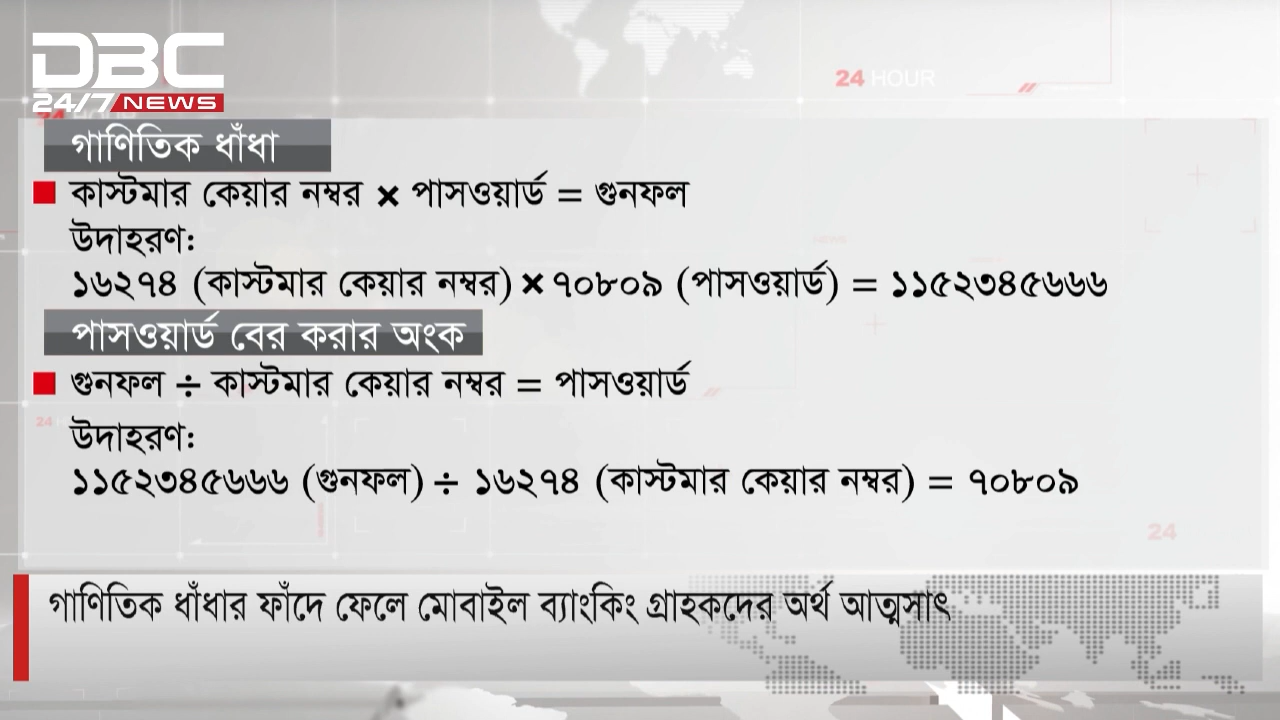 DBC
24/7 NEWS
24 HOUR
গাণিতিক ধাঁধা
কাস্টমার কেয়ার নম্বর × পাসওয়ার্ড = গুনফল
উদাহরণ:
১৬২৭৪ (কাস্টমার কেয়ার নম্বর) × ৭০৮০৯ (পাসওয়ার্ড) = ১১৫২৩৪৫৬৬৬
পাসওয়ার্ড বের করার অংক
গুনফল ÷ কাস্টমার কেয়ার নম্বর = পাসওয়ার্ড
উদাহরণ:
১১৫২৩৪৫৬৬৬ (গুনফল) ÷ ১৬২৭৪ (কাস্টমার কেয়ার নম্বর) = ৭০৮০৯
24
গাণিতিক ধাঁধার ফাঁদে ফেলে মোবাইল ব্যাংকিং গ্রাহকদের অর্থ আত্মসাৎ